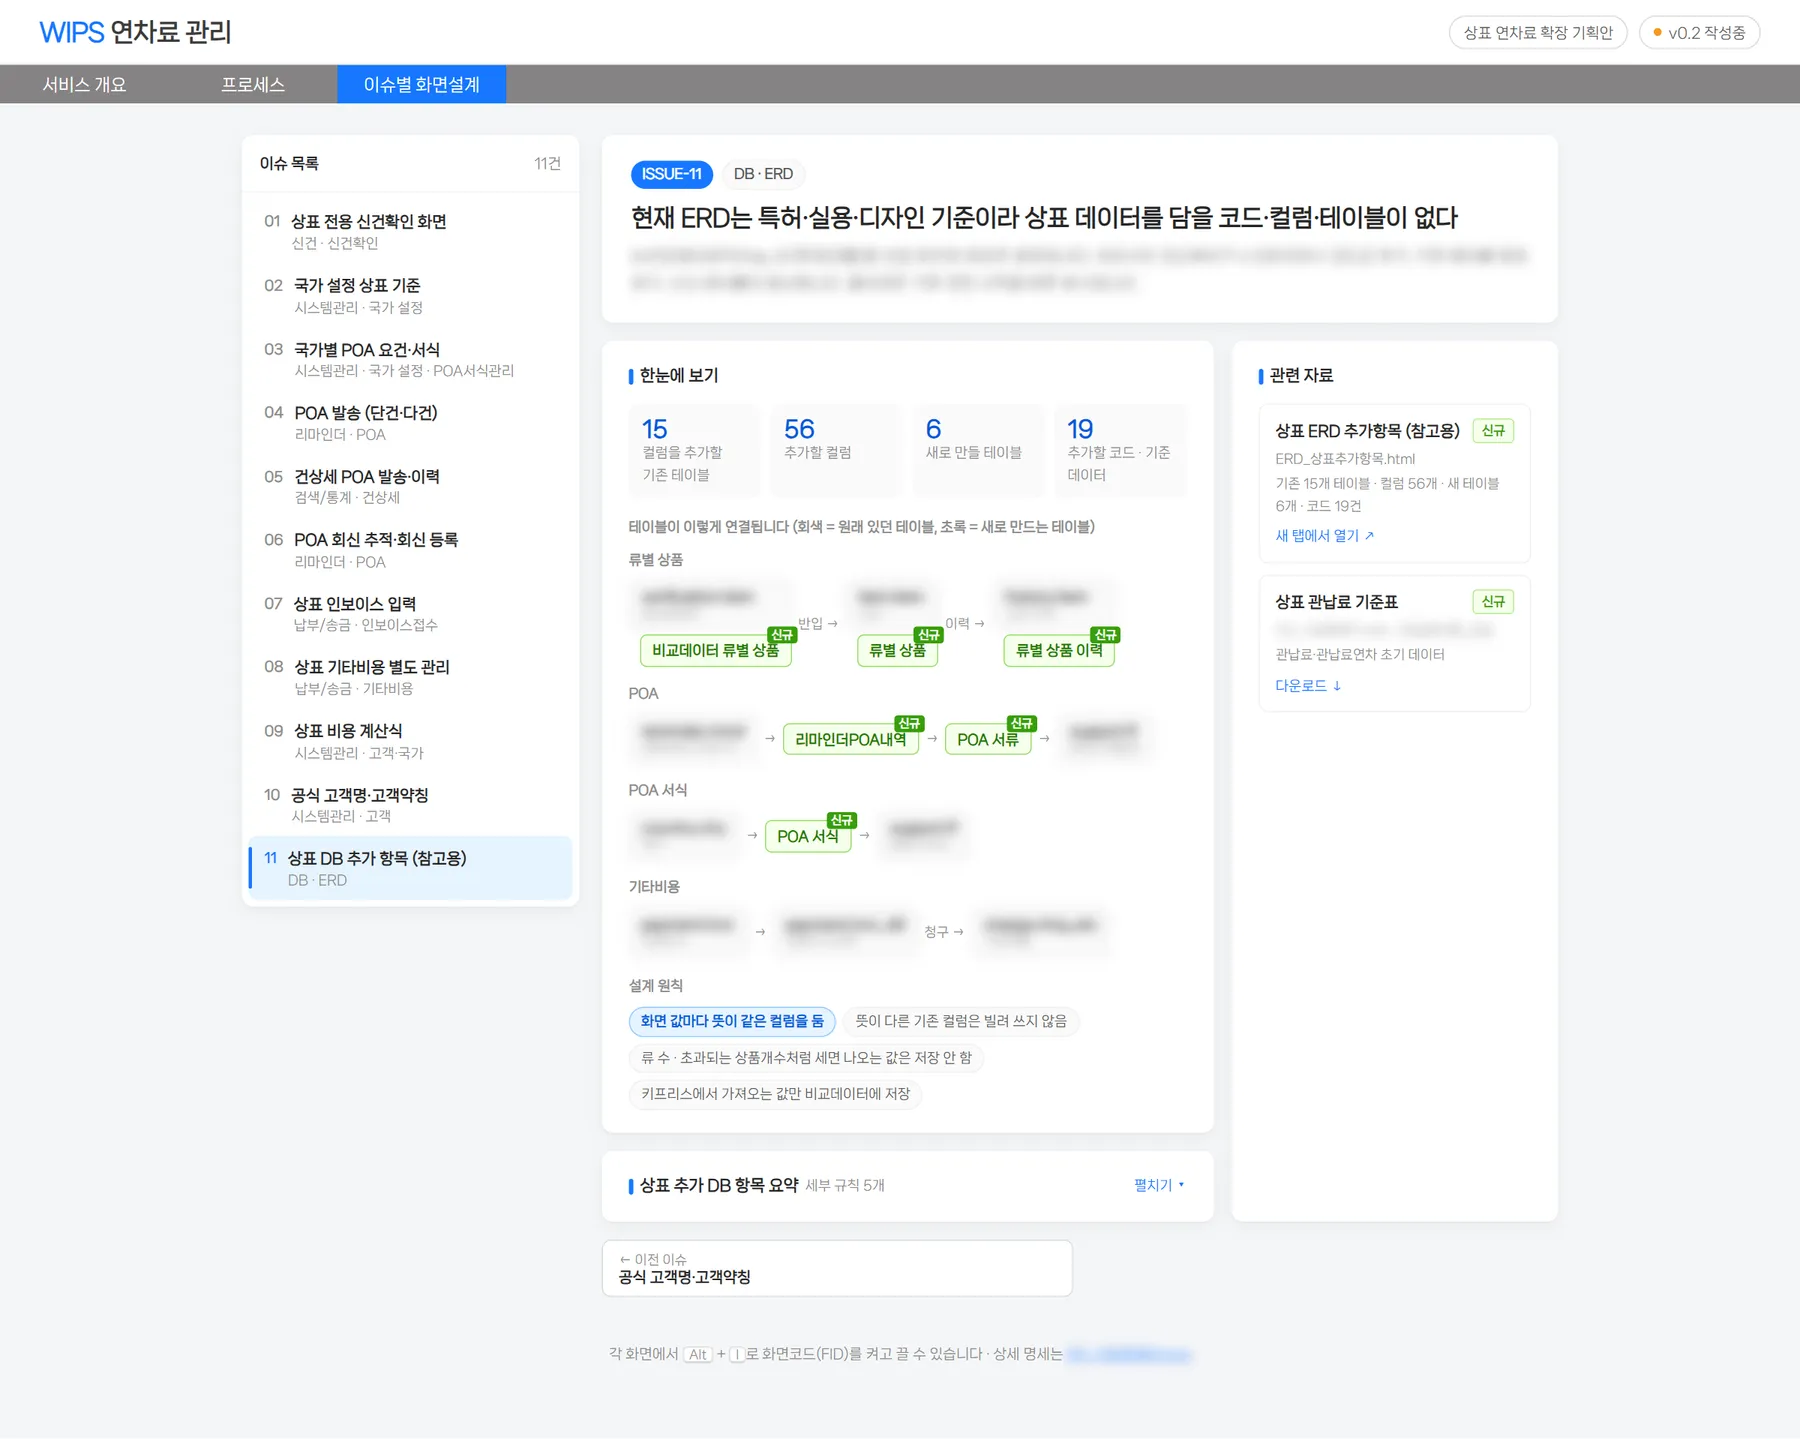 WIPS 연차료 관리
상표 연차료 확장 기획안
v0.2 작성중
서비스 개요
프로세스
이슈별 화면설계
이슈 목록
11건
01 상표 전용 신건확인 화면
신건 · 신건확인
02 국가 설정 상표 기준
시스템관리 · 국가 설정
03 국가별 POA 요건·서식
시스템관리 · 국가 설정 · POA서식관리
04 POA 발송 (단건·다건)
리마인더 · POA
05 건상세 POA 발송·이력
검색/통계 · 건상세
06 POA 회신 추적·회신 등록
리마인더 · POA
07 상표 인보이스 입력
납부/송금 · 인보이스접수
08 상표 기타비용 별도 관리
납부/송금 · 기타비용
09 상표 비용 계산식
시스템관리 · 고객·국가
10 공식 고객명·고객약칭
시스템관리 · 고객
11 상표 DB 추가 항목 (참고용)
DB · ERD
ISSUE-11
DB · ERD
현재 ERD는 특허·실용·디자인 기준이라 상표 데이터를 담을 코드·컬럼·테이블이 없다
한눈에 보기
15
컬럼을 추가할
기존 테이블
56
추가할 컬럼
6
새로 만들 테이블
19
추가할 코드 · 기준
데이터
테이블이 이렇게 연결됩니다 (회색 = 원래 있던 테이블, 초록 = 새로 만드는 테이블)
류별 상품
비교데이터 류별 상품 신규
반입 →
류별 상품 신규
이력 →
류별 상품 이력 신규
POA
→
리마인더POA내역 신규
→
POA 서류 신규
→
POA 서식
→
POA 서식 신규
→
기타비용
→
청구 →
설계 원칙
화면 값마다 뜻이 같은 컬럼을 둠
뜻이 다른 기존 컬럼은 빌려 쓰지 않음
류 수 · 초과되는 상품개수처럼 세면 나오는 값은 저장 안 함
키프리스에서 가져오는 값만 비교데이터에 저장
상표 추가 DB 항목 요약 세부 규칙 5개
펼치기 ▾
관련 자료
상표 ERD 추가항목 (참고용) 신규
ERD_상표추가항목.html
기존 15개 테이블 · 컬럼 56개 · 새 테이블
6개 · 코드 19건
새 탭에서 열기 ↗
상표 관납료 기준표 신규
관납료·관납료연차 초기 데이터
다운로드 ↓
← 이전 이슈
공식 고객명·고객약칭
각 화면에서 Alt + I 로 화면코드(FID)를 켜고 끌 수 있습니다 · 상세 명세는